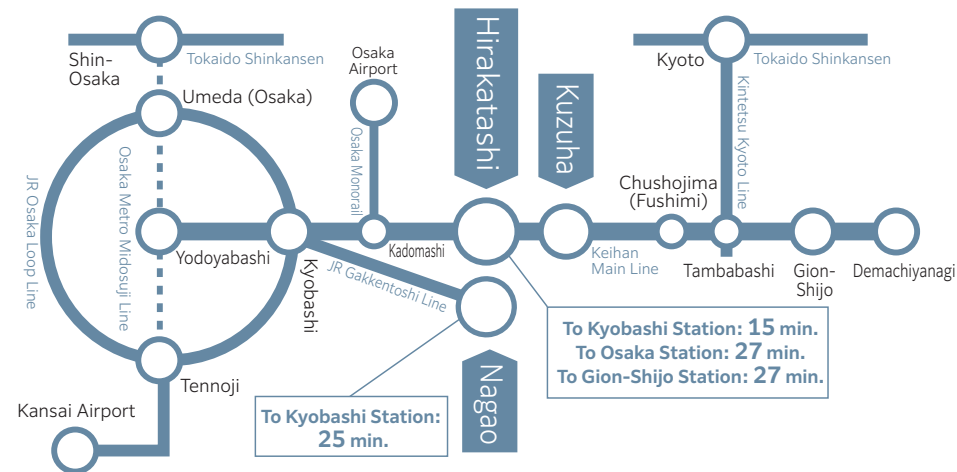 Shin-
Osaka
Tokaido Shinkansen
Umeda (Osaka)
Osaka
Airport
Hirakatashi
Kuzuha
Kyoto
Tokaido Shinkansen
Kintetsu Kyoto Line
JR Osaka Loop Line
Osaka Metro Midosuji Line
Osaka Monorail
Chushojima
(Fushimi)
Yodoyabashi
Kyobashi
Kadomashi
JR Gakkentoshi Line
Keihan
Main Line
Tambabashi
Gion-
Shijo
Demachiyanagi
To Kyobashi Station: 15 min.
To Osaka Station: 27 min.
To Gion-Shijo Station: 27 min.
Tennoji
Nagao
Kansai Airport
To Kyobashi Station:
25 min.